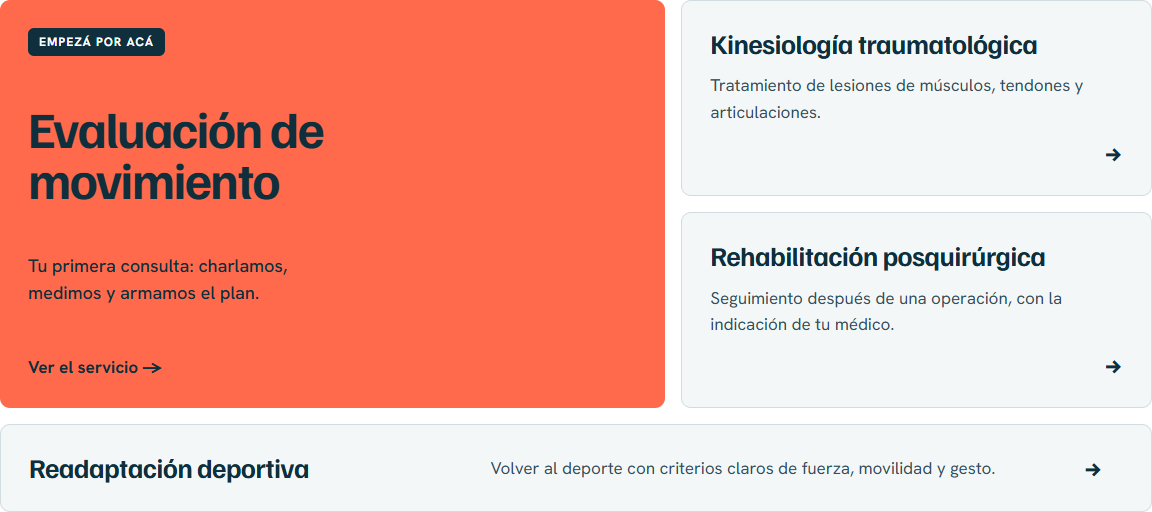 EMPEZÁ POR ACÁ
Evaluación de
movimiento
Tu primera consulta: charlamos,
medimos y armamos el plan.
Ver el servicio →
Kinesiología traumatológica
Tratamiento de lesiones de músculos, tendones y
articulaciones.
→
Rehabilitación posquirúrgica
Seguimiento después de una operación, con la
indicación de tu médico.
→
Readaptación deportiva
Volver al deporte con criterios claros de fuerza, movilidad y gesto.
→